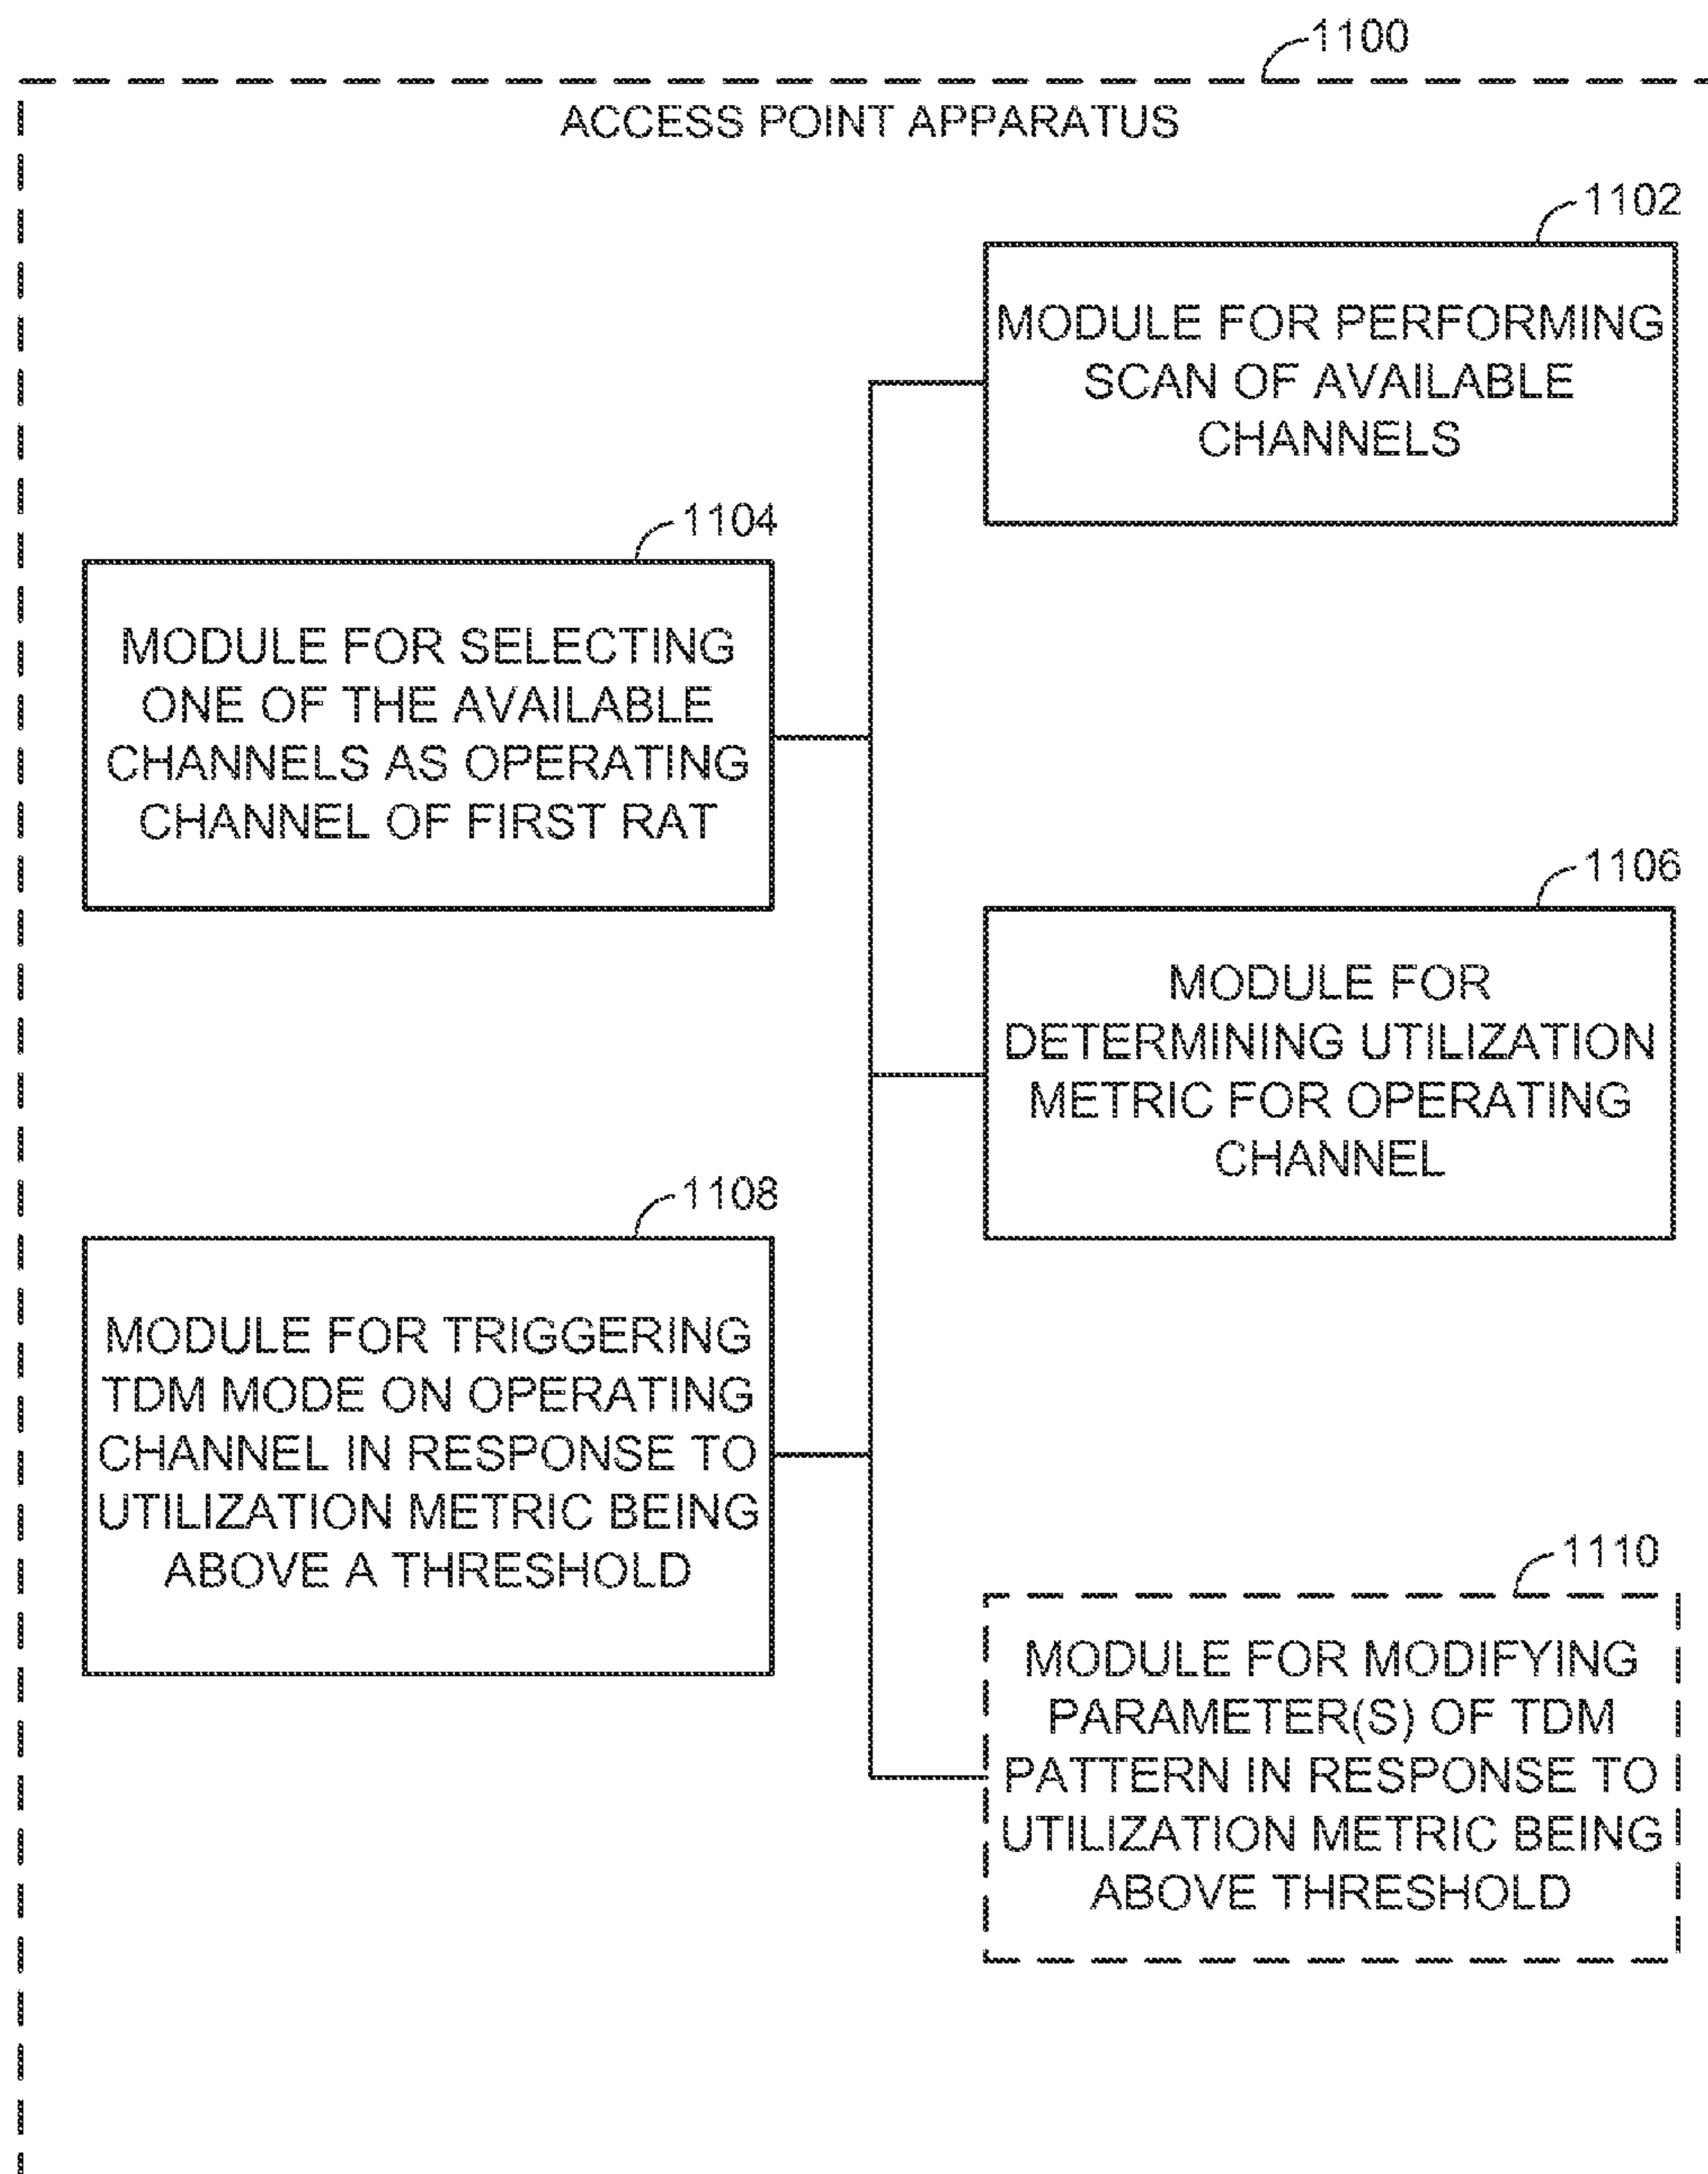 1100
ACCESS POINT APPARATUS
1102
MODULE FOR PERFORMING
SCAN OF AVAILABLE
CHANNELS
1104
MODULE FOR SELECTING
ONE OF THE AVAILABLE
CHANNELS AS OPERATING
CHANNEL OF FIRST RAT
1106
MODULE FOR
DETERMINING UTILIZATION
METRIC FOR OPERATING
CHANNEL
1108
MODULE FOR TRIGGERING
TDM MODE ON OPERATING
CHANNEL IN RESPONSE TO
UTILIZATION METRIC BEING
ABOVE A THRESHOLD
1110
MODULE FOR MODIFYING
PARAMETER(S) OF TDM
PATTERN IN RESPONSE TO
UTILIZATION METRIC BEING
ABOVE THRESHOLD